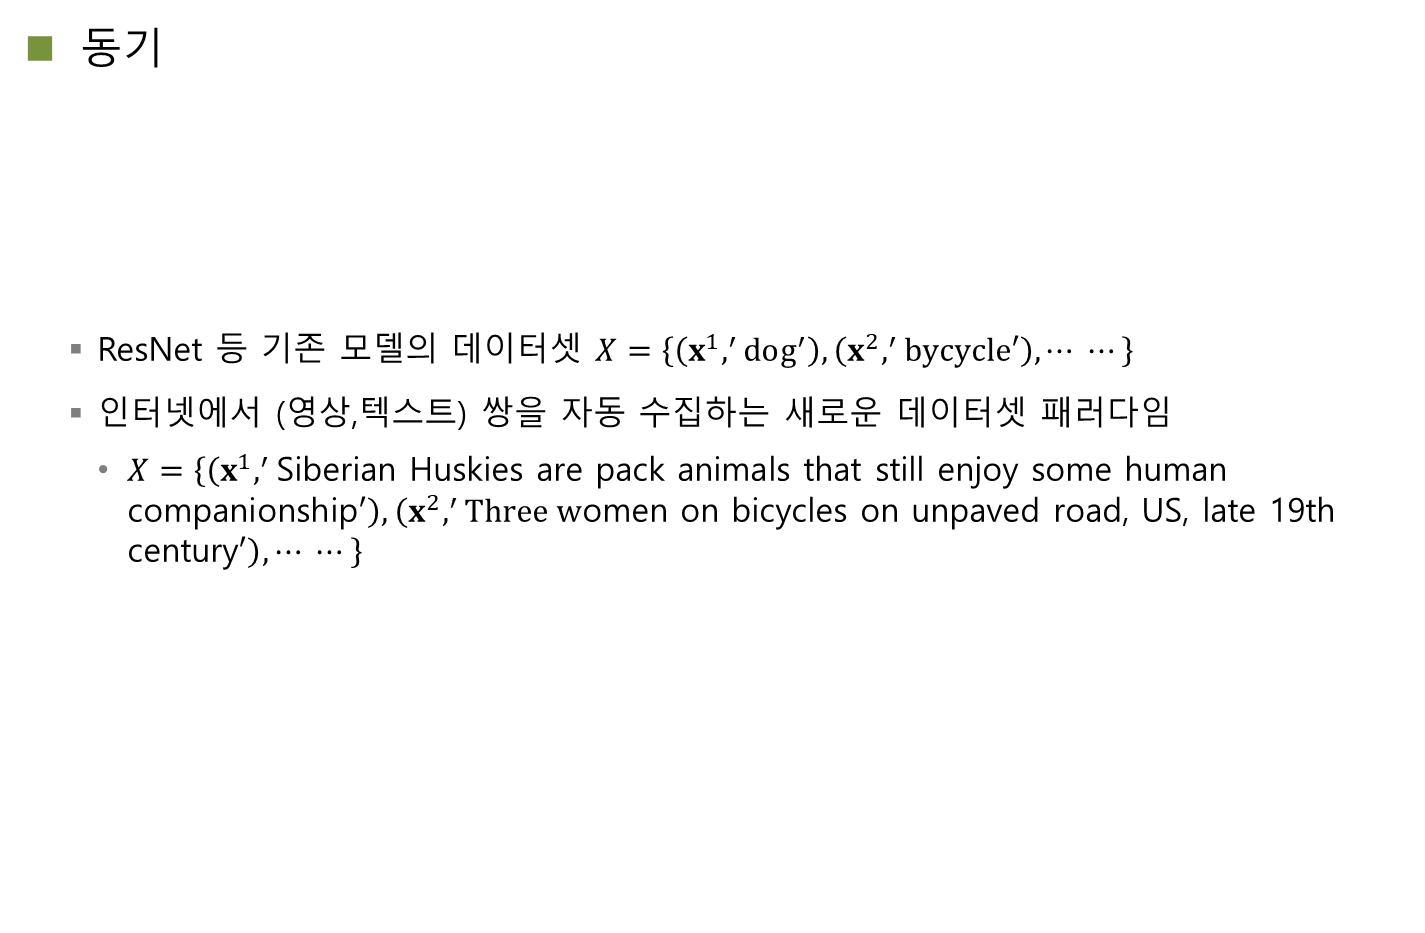 ■ 동기
▪ ResNet 등 기존 모델의 데이터셋 𝑋 = {(𝐱¹,′ dog′), (𝐱²,′ bycycle′), ⋯ ⋯ }
▪ 인터넷에서 (영상,텍스트) 쌍을 자동 수집하는 새로운 데이터셋 패러다임
• 𝑋 = {(𝐱¹,′ Siberian Huskies are pack animals that still enjoy some human
companionship′), (𝐱²,′ Three women on bicycles on unpaved road, US, late 19th
century′), ⋯ ⋯ }